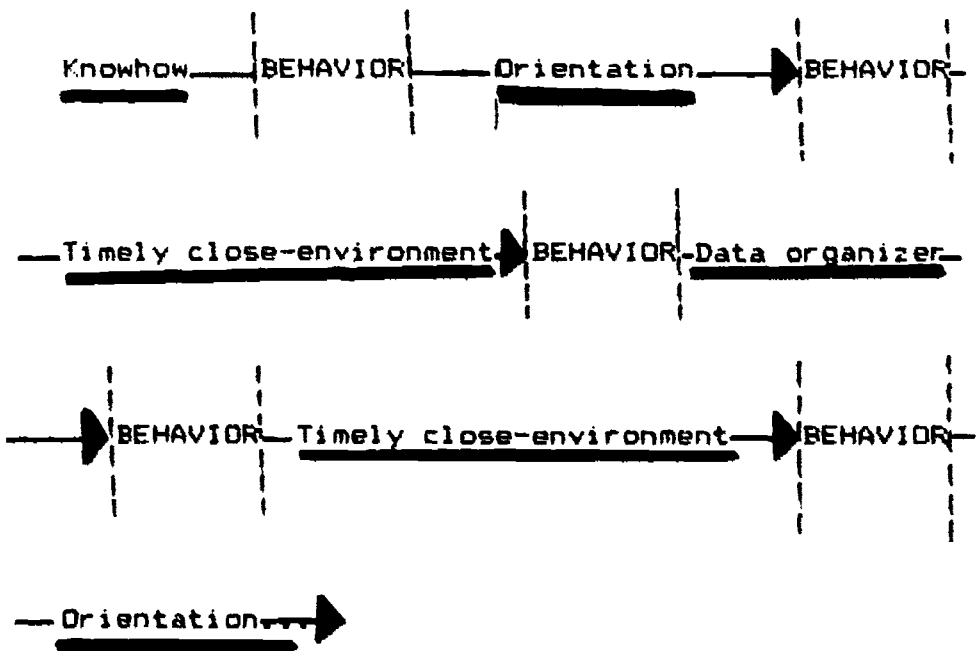 Knowhow BEHAVIOR Orientation BEHAVIOR
Timely close-environment BEHAVIOR Data organizer
BEHAVIOR Timely close-environment BEHAVIOR
Orientation